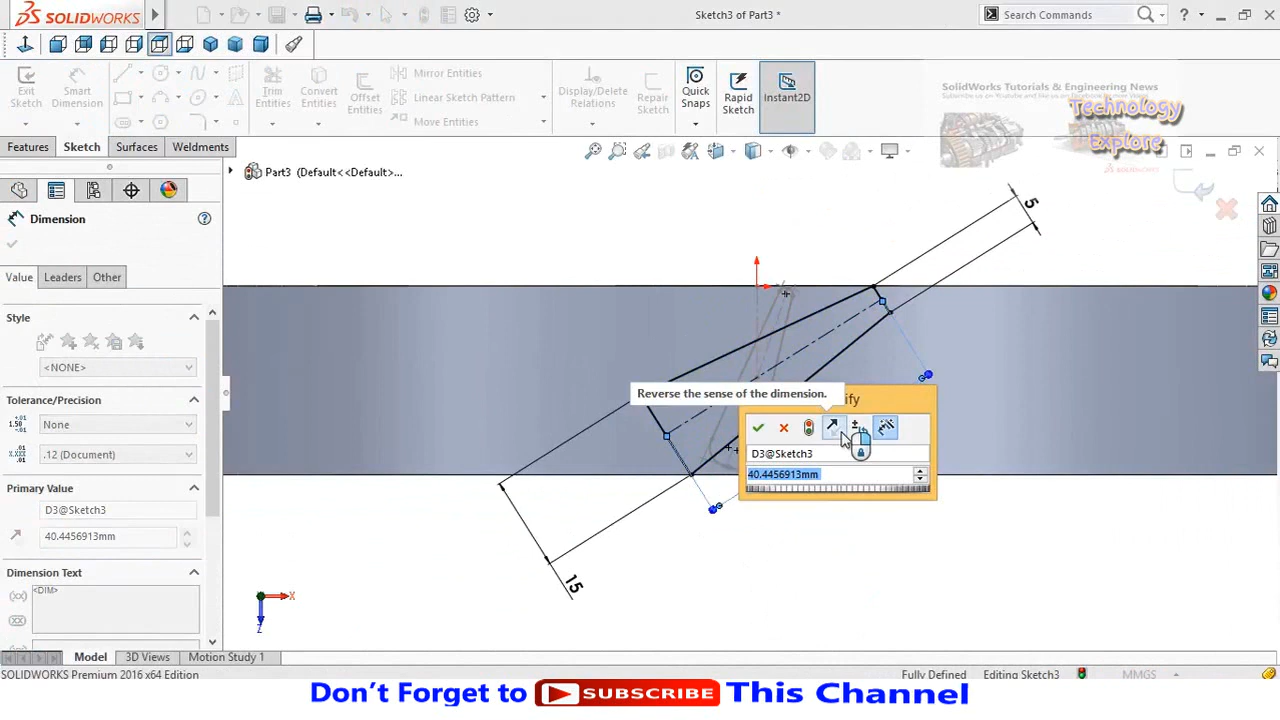 SOLIDWORKS
Sketch3 of Part3 *
Search Commands
?
Exit Sketch
Smart Dimension
Trim Entities
Convert Entities
Offset Entities
Mirror Entities
Linear Sketch Pattern
Move Entities
Display/Delete Relations
Repair Sketch
Quick Snaps
Rapid Sketch
Instant2D
SolidWorks Tutorials & Engineering News
Technology
Explore
SOLIDWORKS
Features
Sketch
Surfaces
Weldments
Part3 (Default<<Default>...
Dimension
Value
Leaders
Other
Style
<NONE>
Tolerance/Precision
None
.12 (Document)
Primary Value
D3@Sketch3
40.4456913mm
Dimension Text
<DIM>
5
Reverse the sense of the dimension.
ify
D3@Sketch3
40.4456913mm
15
X
Z
Model
3D Views
Motion Study 1
SOLIDWORKS Premium 2016 x64 Edition
Fully Defined
Editing Sketch3
MMGS
Don't Forget to SUBSCRIBE This Channel